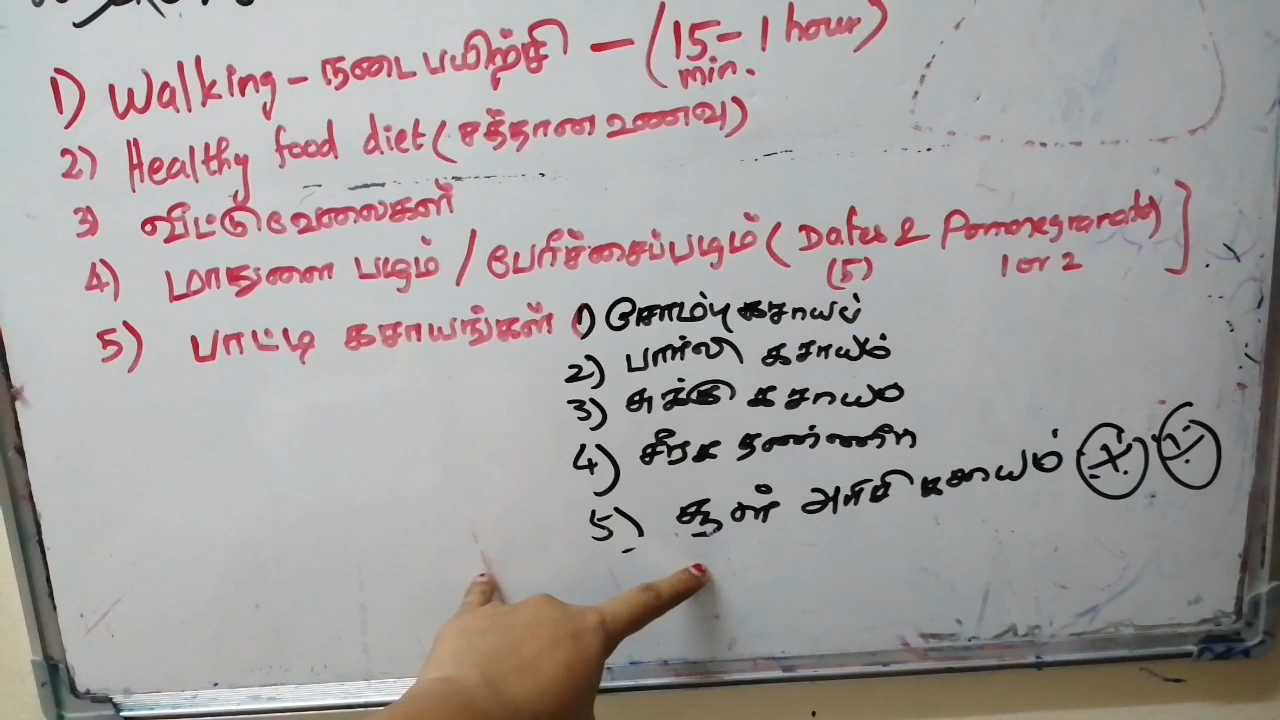 1) Walking - நடைபயிற்சி - (15 min. - 1 hour)
2) Healthy food diet (சத்தான உணவு)
3) வீட்டுவேலைகள்
4) மாதுளை பழம் / பேரிச்சைப்பழம் ( Dates & Pomonegranate) ]
(5) 1 or 2
5) பாட்டி கசாயங்கள்
1) சோம்பு கசாயம்
2) பார்லி கசாயம்
3) சுக்கு கசாயம்
4) சீரக தண்ணீர்
5) சூள் அரிசி கசாயம்